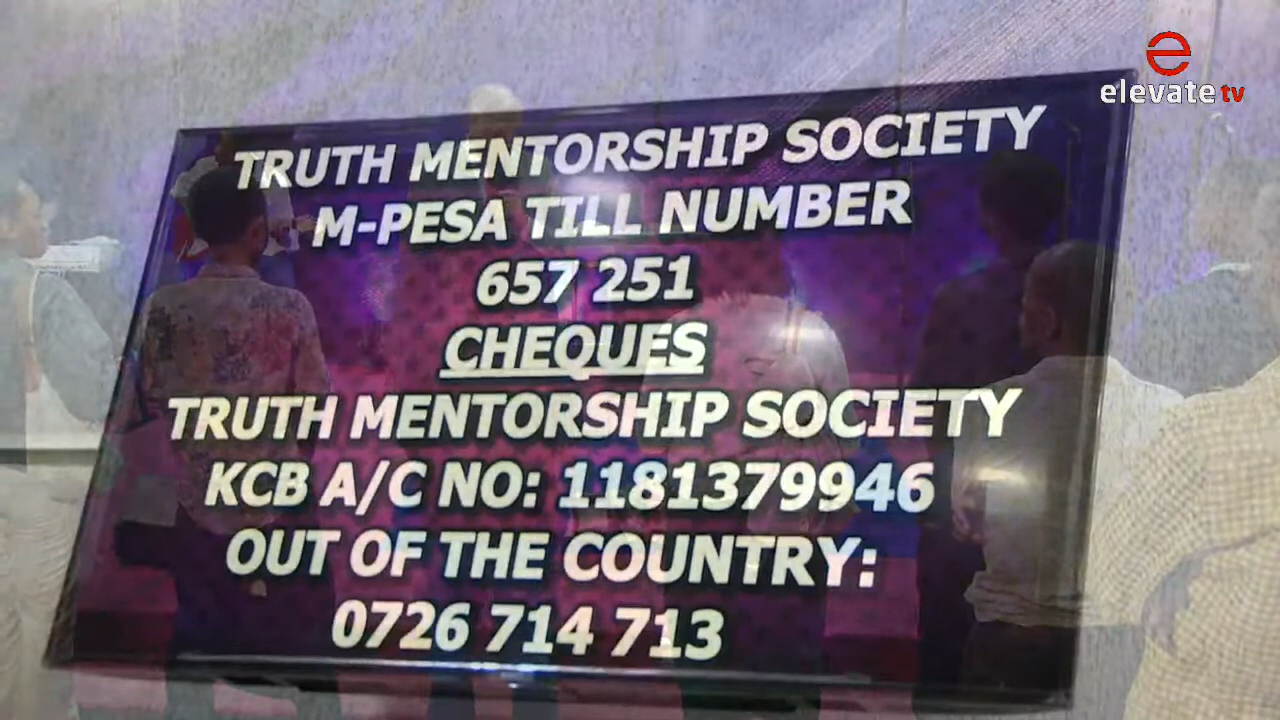 elevate tv
TRUTH MENTORSHIP SOCIETY
M-PESA TILL NUMBER
657 251
CHEQUES
TRUTH MENTORSHIP SOCIETY
KCB A/C NO: 1181379946
OUT OF THE COUNTRY:
0726 714 713